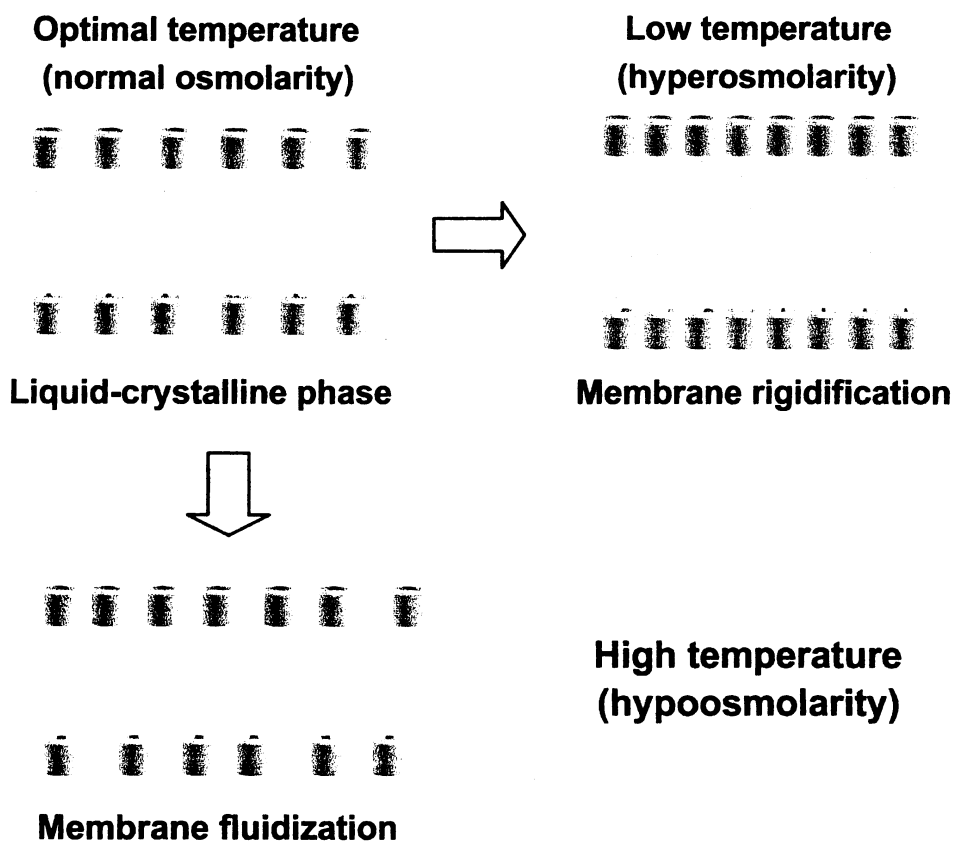 Optimal temperature
(normal osmolarity)
Low temperature
(hyperosmolarity)
Liquid-crystalline phase
Membrane rigidification
High temperature
(hypoosmolarity)
Membrane fluidization